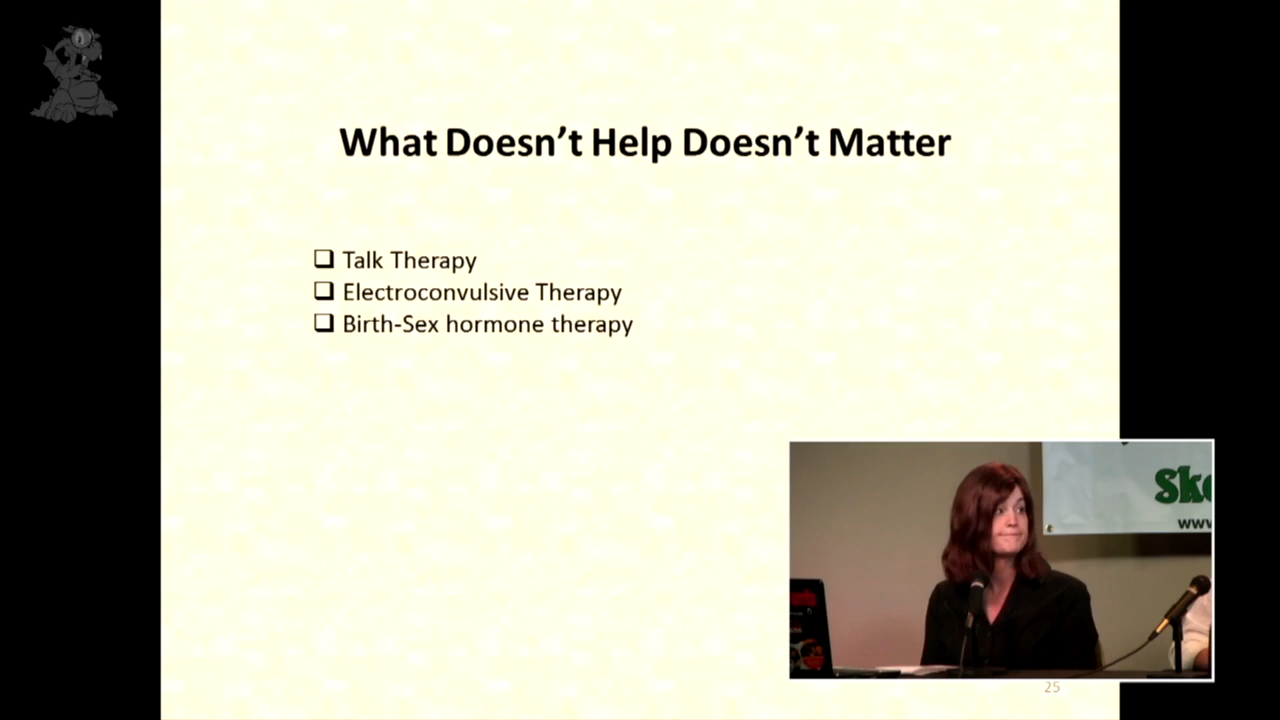 What Doesn’t Help Doesn’t Matter
❑ Talk Therapy
❑ Electroconvulsive Therapy
❑ Birth-Sex hormone therapy
25